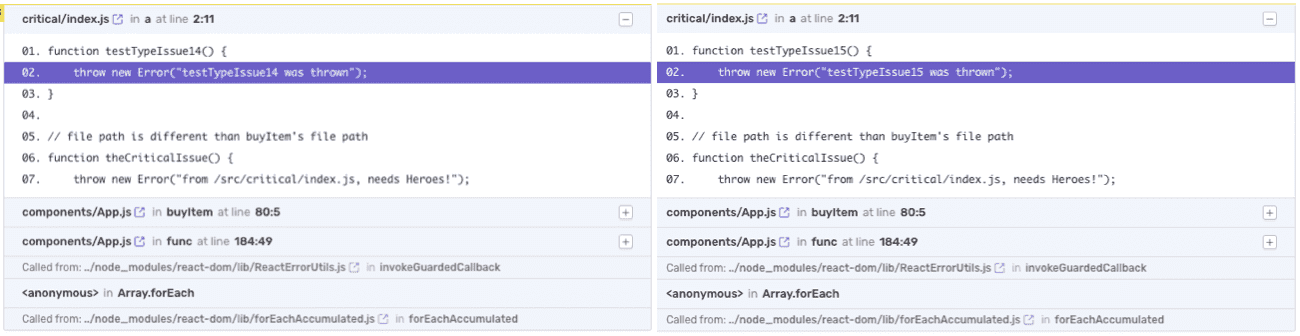 critical/index.js in a at line 2:11
01. function testTypeIssue14() {
02. throw new Error("testTypeIssue14 was thrown");
03. }
04.
05. // file path is different than buyItem's file path
06. function theCriticalIssue() {
07. throw new Error("from /src/critical/index.js, needs Heroes!");
components/App.js in buyItem at line 80:5
components/App.js in func at line 184:49
Called from: ../node_modules/react-dom/lib/ReactErrorUtils.js in invokeGuardedCallback
<anonymous> in Array.forEach
Called from: ../node_modules/react-dom/lib/forEachAccumulated.js in forEachAccumulated
critical/index.js in a at line 2:11
01. function testTypeIssue15() {
02. throw new Error("testTypeIssue15 was thrown");
03. }
04.
05. // file path is different than buyItem's file path
06. function theCriticalIssue() {
07. throw new Error("from /src/critical/index.js, needs Heroes!");
components/App.js in buyItem at line 80:5
components/App.js in func at line 184:49
Called from: ../node_modules/react-dom/lib/ReactErrorUtils.js in invokeGuardedCallback
<anonymous> in Array.forEach
Called from: ../node_modules/react-dom/lib/forEachAccumulated.js in forEachAccumulated